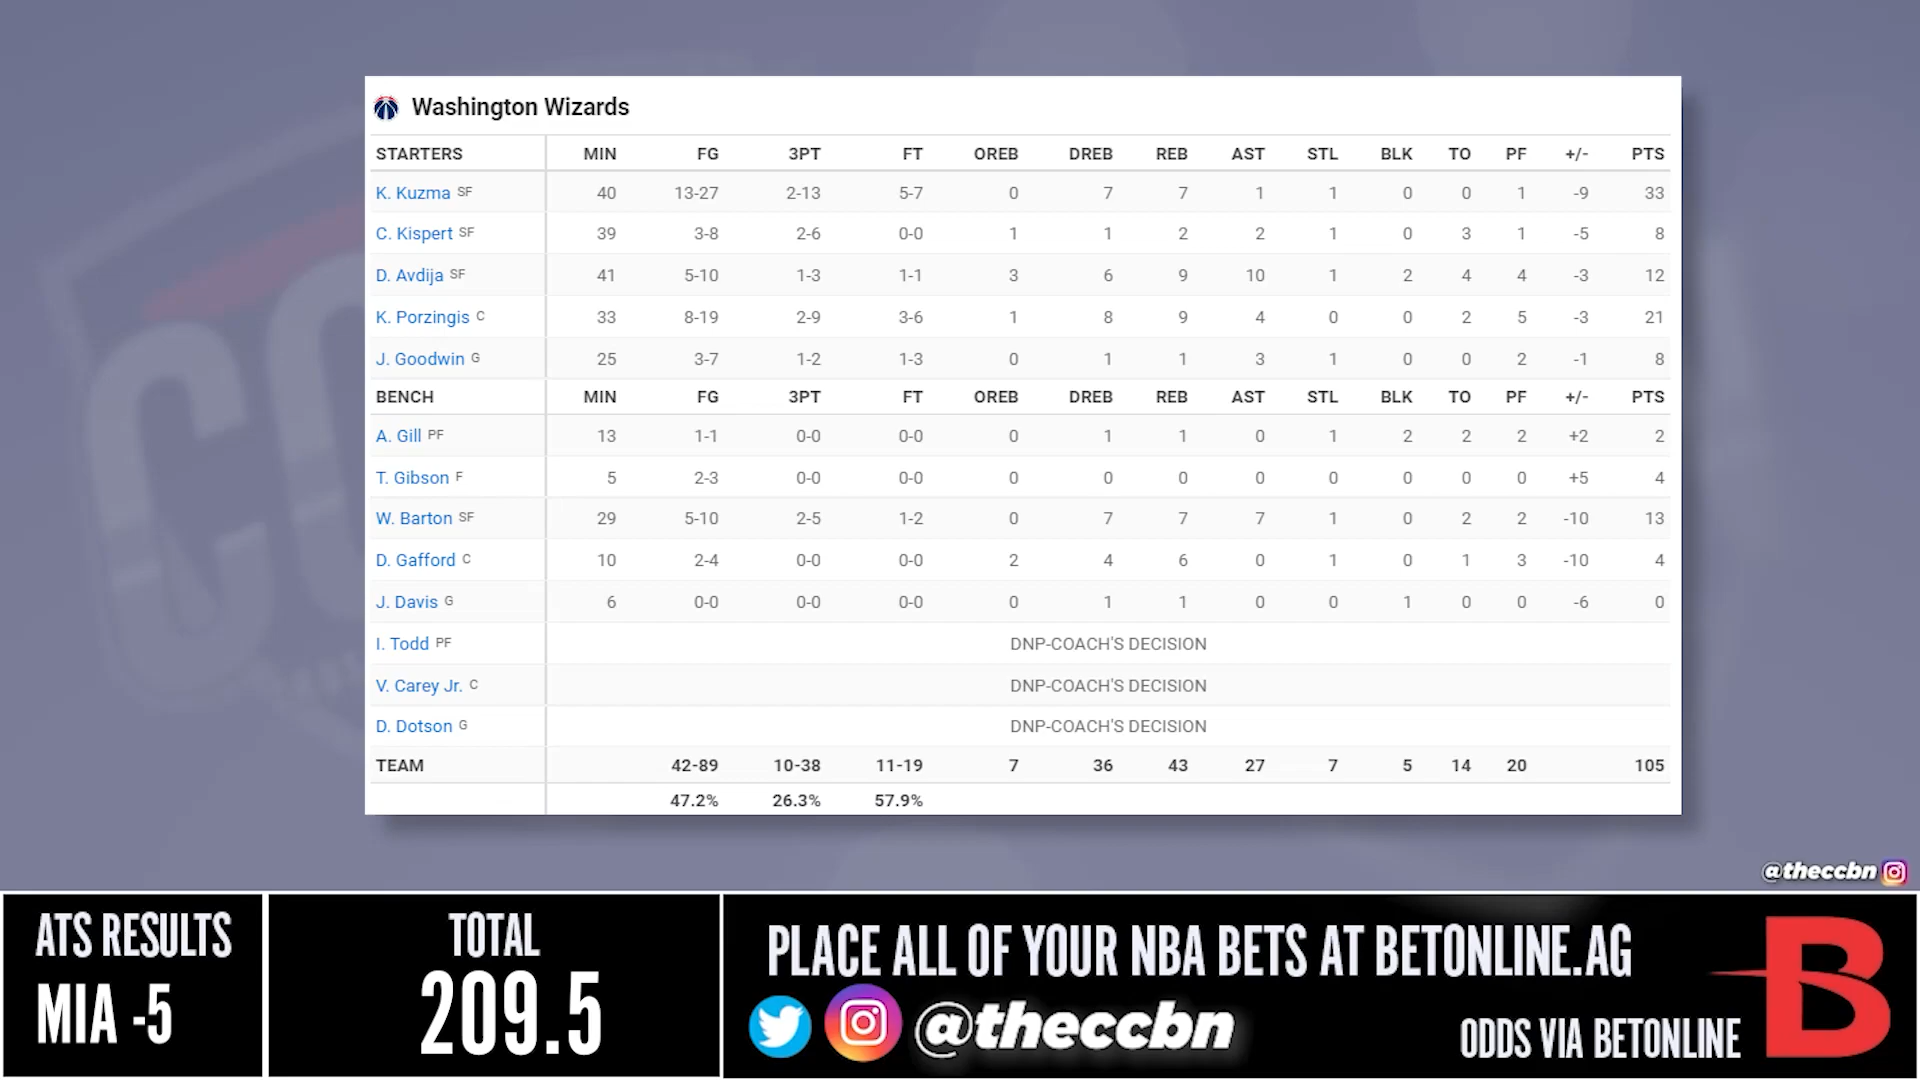 Washington Wizards
STARTERS MIN FG 3PT FT OREB DREB REB AST STL BLK TO PF +/- PTS
K. Kuzma SF 40 13-27 2-13 5-7 0 7 7 1 1 0 0 1 -9 33
C. Kispert SF 39 3-8 2-6 0-0 1 1 2 2 1 0 3 1 -5 8
D. Avdija SF 41 5-10 1-3 1-1 3 6 9 10 1 2 4 4 -3 12
K. Porzingis C 33 8-19 2-9 3-6 1 8 9 4 0 0 2 5 -3 21
J. Goodwin G 25 3-7 1-2 1-3 0 1 1 3 1 0 0 2 -1 8
BENCH MIN FG 3PT FT OREB DREB REB AST STL BLK TO PF +/- PTS
A. Gill PF 13 1-1 0-0 0-0 0 1 1 0 1 2 2 2 +2 2
T. Gibson F 5 2-3 0-0 0-0 0 0 0 0 0 0 0 0 +5 4
W. Barton SF 29 5-10 2-5 1-2 0 7 7 7 1 0 2 2 -10 13
D. Gafford C 10 2-4 0-0 0-0 2 4 6 0 1 0 1 3 -10 4
J. Davis G 6 0-0 0-0 0-0 0 1 1 0 0 1 0 0 -6 0
I. Todd PF DNP-COACH'S DECISION
V. Carey Jr. C DNP-COACH'S DECISION
D. Dotson G DNP-COACH'S DECISION
TEAM 42-89 10-38 11-19 7 36 43 27 7 5 14 20 105
47.2% 26.3% 57.9%
@theccbn
ATS RESULTS
MIA -5
TOTAL
209.5
PLACE ALL OF YOUR NBA BETS AT BETONLINE.AG
@theccbn
ODDS VIA BETONLINE
B